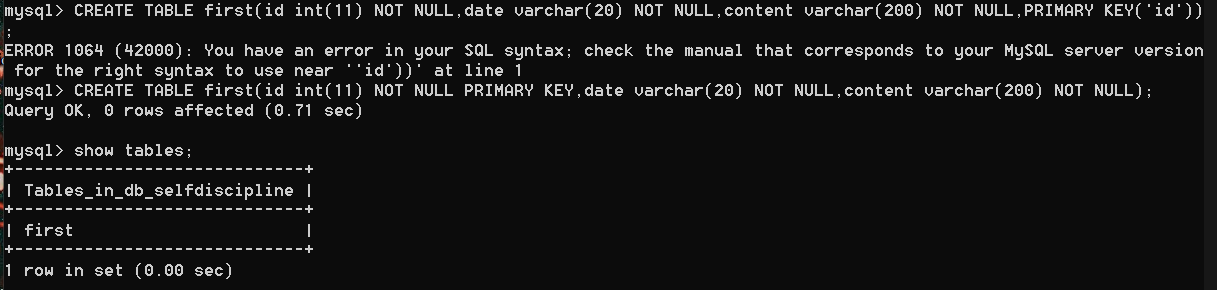 mysql> CREATE TABLE first(id int(11) NOT NULL,date varchar(20) NOT NULL,content varchar(200) NOT NULL,PRIMARY KEY('id'))
;
ERROR 1064 (42000): You have an error in your SQL syntax; check the manual that corresponds to your MySQL server version
 for the right syntax to use near ''id'))' at line 1
mysql> CREATE TABLE first(id int(11) NOT NULL PRIMARY KEY,date varchar(20) NOT NULL,content varchar(200) NOT NULL);
Query OK, 0 rows affected (0.71 sec)

mysql> show tables;
+----------------------------+
| Tables_in_db_selfdiscipline |
+----------------------------+
| first                       |
+----------------------------+
1 row in set (0.00 sec)